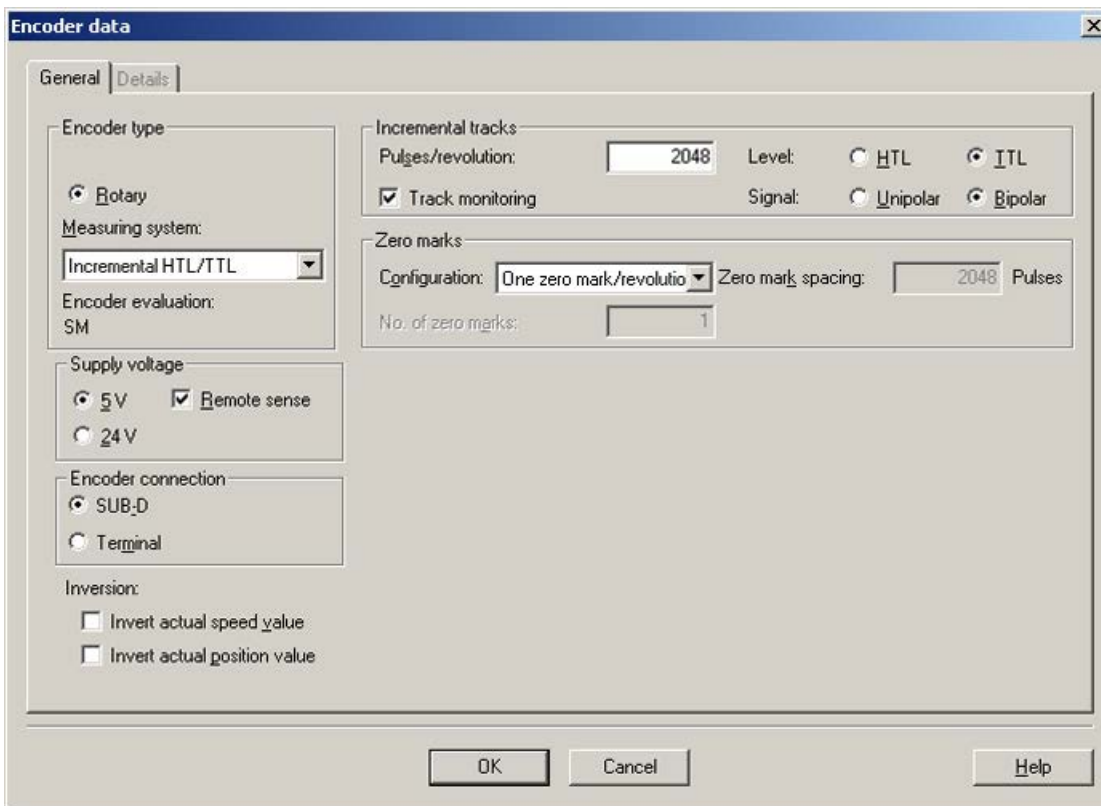 Encoder data
General Details
Encoder type
Rotary
Measuring system:
Incremental HTL/TTL
Encoder evaluation:
SM
Supply voltage
5 V Remote sense
24 V
Encoder connection
SUB-D
Terminal
Inversion:
Invert actual speed value
Invert actual position value
Incremental tracks
Pulses/revolution: 2048 Level: HTL TTL
Track monitoring Signal: Unipolar Bipolar
Zero marks
Configuration: One zero mark/revolutio Zero mark spacing: 2048 Pulses
No. of zero marks: 1
OK Cancel Help